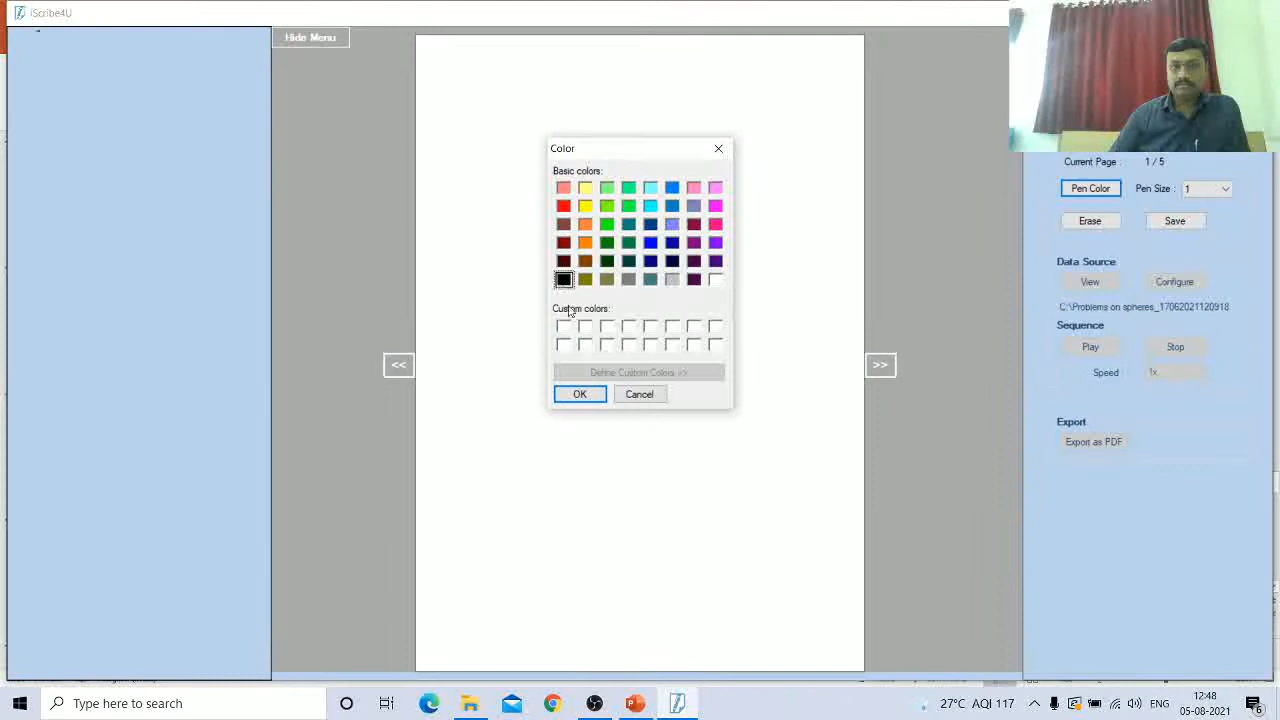 iScribe4U
Hide Menu
Color
Basic colors:
Custom colors:
Define Custom Colors >>
OK
Cancel
<<
>>
Current Page :
1 / 5
Pen Color
Pen Size :
1
Erase
Save
Data Source:
View
Configure
C:\Problems on spheres_17062021120918
Sequence
Play
Stop
Speed
1x
Export
Export as PDF
Type here to search
27°C AQI 117
ENG
12:48
05-08-2021
6